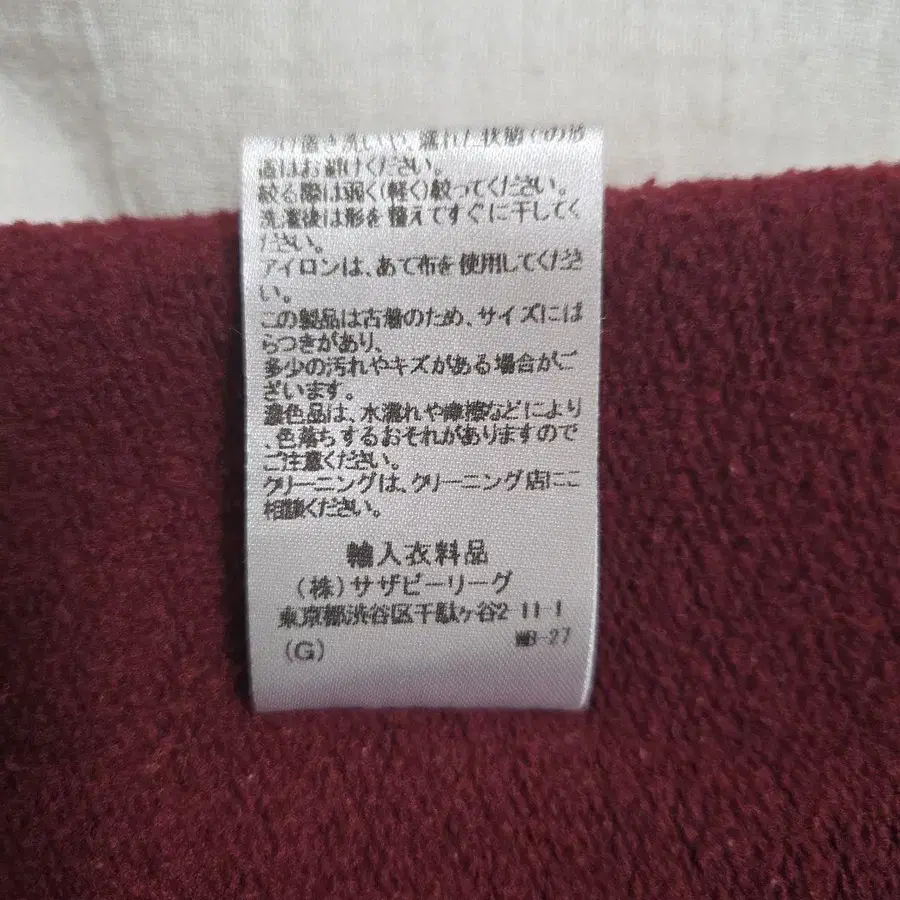 つけ置き洗いや、濡れた状態での放
置はお避けください。
絞る際は弱く(軽く)絞ってください。
洗濯後は形を整えてすぐに干してく
ださい。
アイロンは、あて布を使用してくださ
い。
この製品は古着のため、サイズにば
らつきがあり、
多少の汚れやキズがある場合がご
ざいます。
濃色品は、水濡れや摩擦などにより
、色落ちするおそれがありますので
ご注意ください。
クリーニングは、クリーニング店にご
相談ください。
輸入衣料品
(株)サザビーリーグ
東京都渋谷区千駄ヶ谷2-11-1
(G)
-27